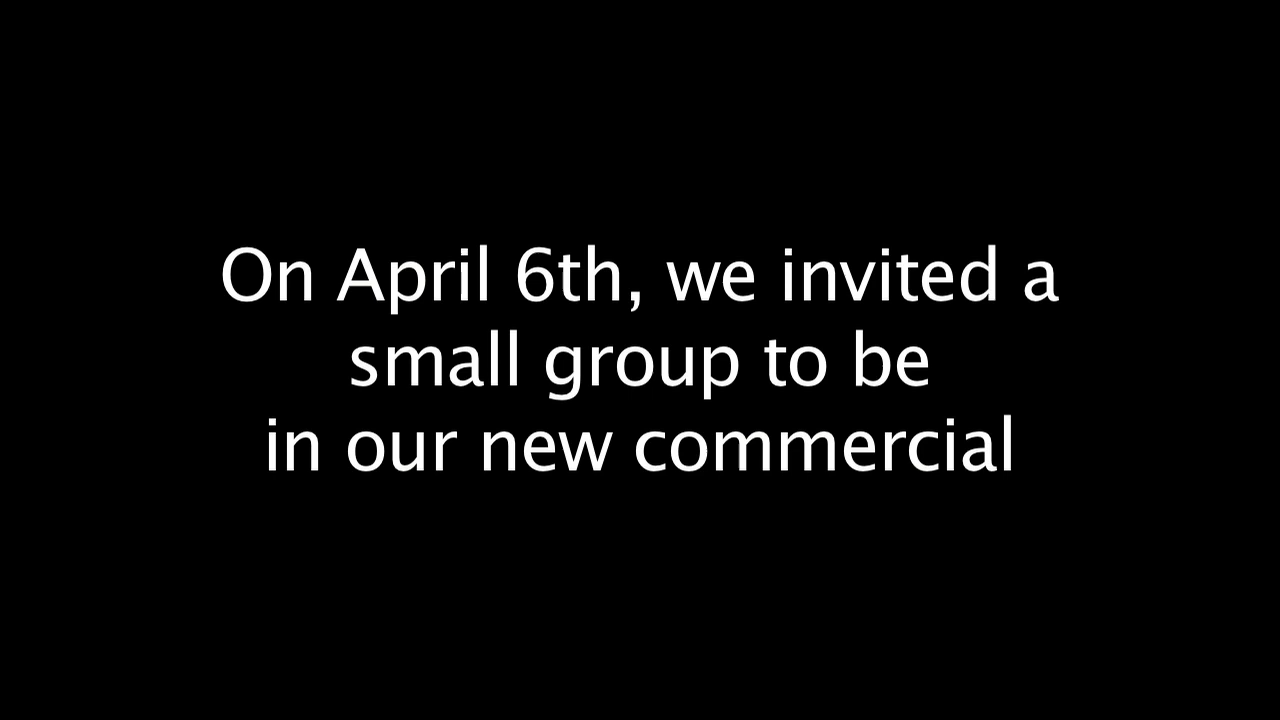 On April 6th, we invited a
small group to be
in our new commercial